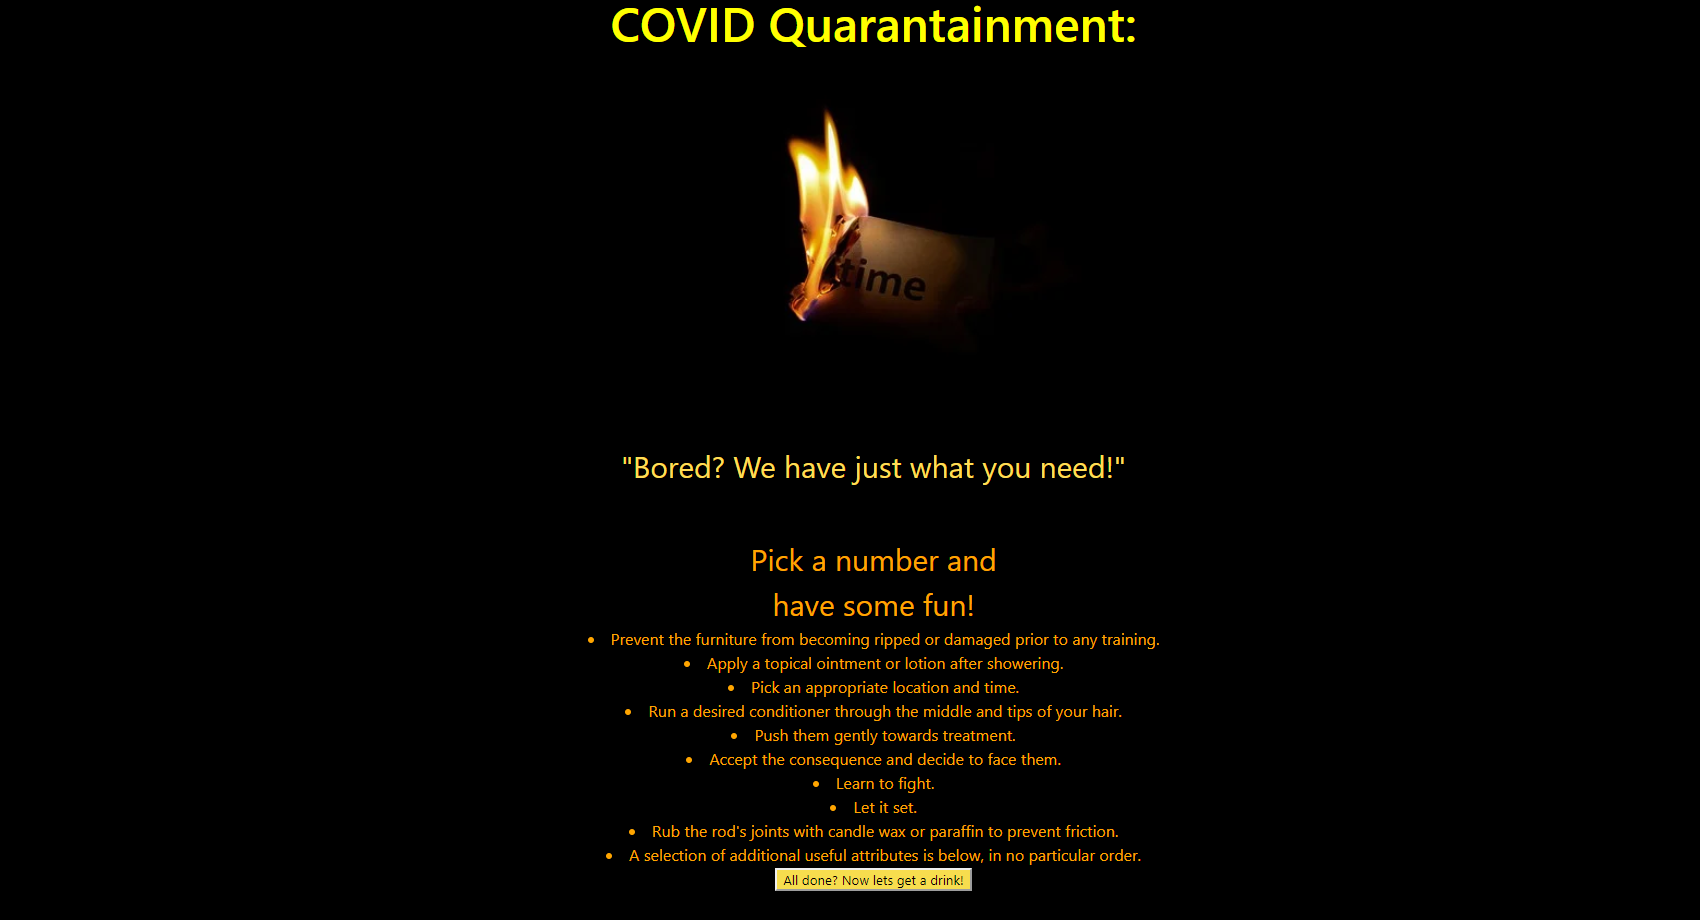 COVID Quarantainment:
time
"Bored? We have just what you need!"
Pick a number and
have some fun!
• Prevent the furniture from becoming ripped or damaged prior to any training.
• Apply a topical ointment or lotion after showering.
• Pick an appropriate location and time.
• Run a desired conditioner through the middle and tips of your hair.
• Push them gently towards treatment.
• Accept the consequence and decide to face them.
• Learn to fight.
• Let it set.
• Rub the rod's joints with candle wax or paraffin to prevent friction.
• A selection of additional useful attributes is below, in no particular order.
All done? Now lets get a drink!